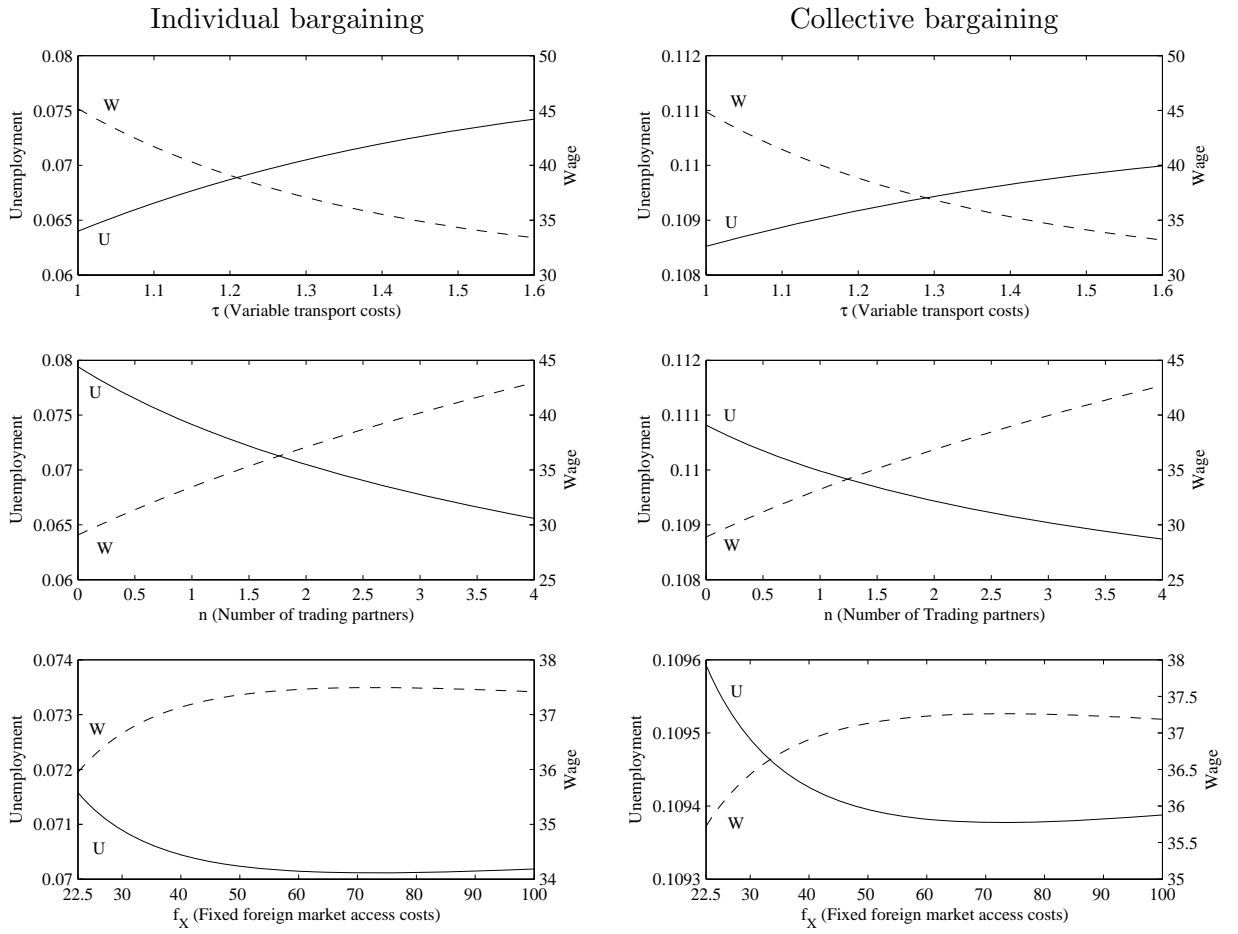 Individual bargaining
Collective bargaining
0.08
0.075
0.07
0.065
0.06
Unemployment
W
U
50
45
40
35
30
Wage
1 1.1 1.2 1.3 1.4 1.5 1.6
τ (Variable transport costs)
0.112
0.111
0.11
0.109
0.108
Unemployment
W
U
50
45
40
35
30
Wage
1 1.1 1.2 1.3 1.4 1.5 1.6
τ (Variable transport costs)
0.08
0.075
0.07
0.065
0.06
Unemployment
U
W
45
40
35
30
25
Wage
0 0.5 1 1.5 2 2.5 3 3.5 4
n (Number of trading partners)
0.112
0.111
0.11
0.109
0.108
Unemployment
U
W
45
40
35
30
25
Wage
0 0.5 1 1.5 2 2.5 3 3.5 4
n (Number of Trading partners)
0.074
0.073
0.072
0.071
0.07
Unemployment
W
U
38
37
36
35
34
Wage
22.5 30 40 50 60 70 80 90 100
f_X (Fixed foreign market access costs)
0.1096
0.1095
0.1094
0.1093
Unemployment
U
W
38
37.5
37
36.5
36
35.5
35
Wage
22.5 30 40 50 60 70 80 90 100
f_X (Fixed foreign market access costs)